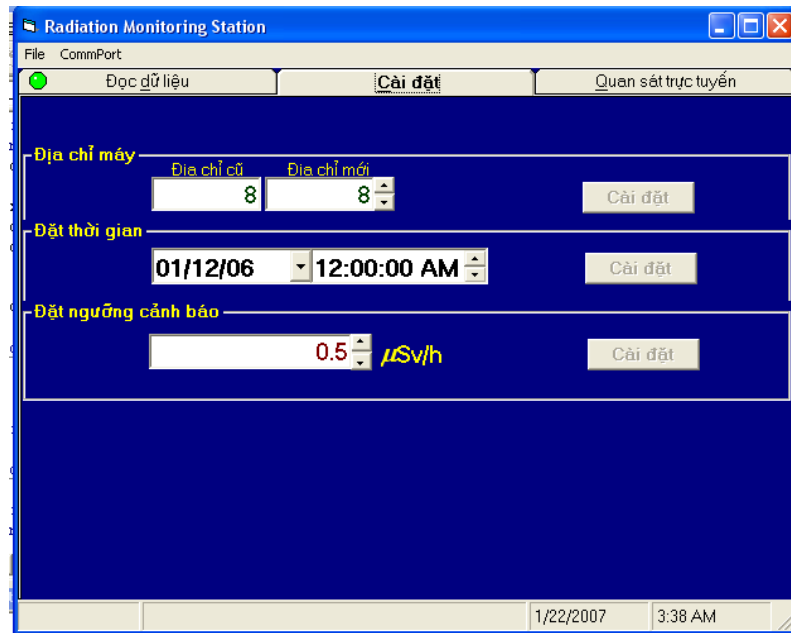 Radiation Monitoring Station
File CommPort
Đọc dữ liệu Cài đặt Quan sát trực tuyến
Địa chỉ máy
Đia chỉ cũ Đia chỉ mới
8 8 Cài đặt
Đặt thời gian
01/12/06 12:00:00 AM Cài đặt
Đặt ngưỡng cảnh báo
0.5 µSv/h Cài đặt
1/22/2007 3:38 AM